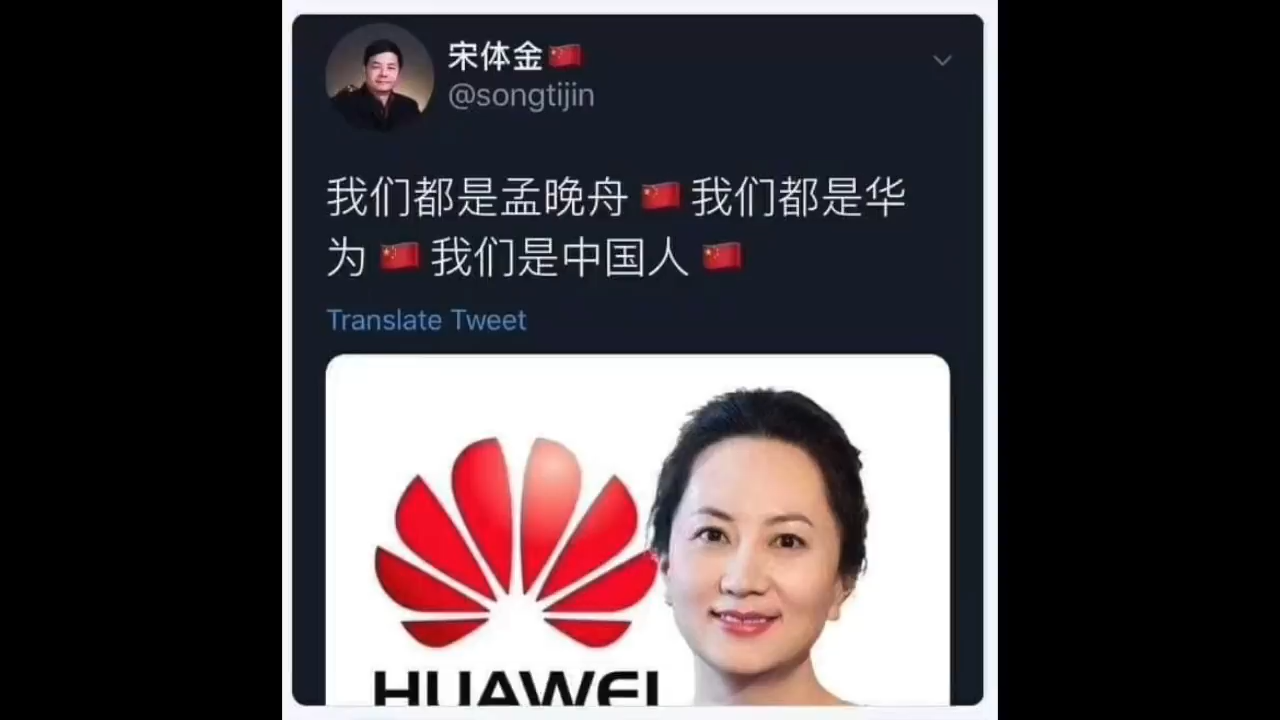 宋体金🇨🇳
@songtijin
我们都是孟晚舟 🇨🇳 我们都是华
为 🇨🇳 我们是中国人 🇨🇳
Translate Tweet
HUAWEI